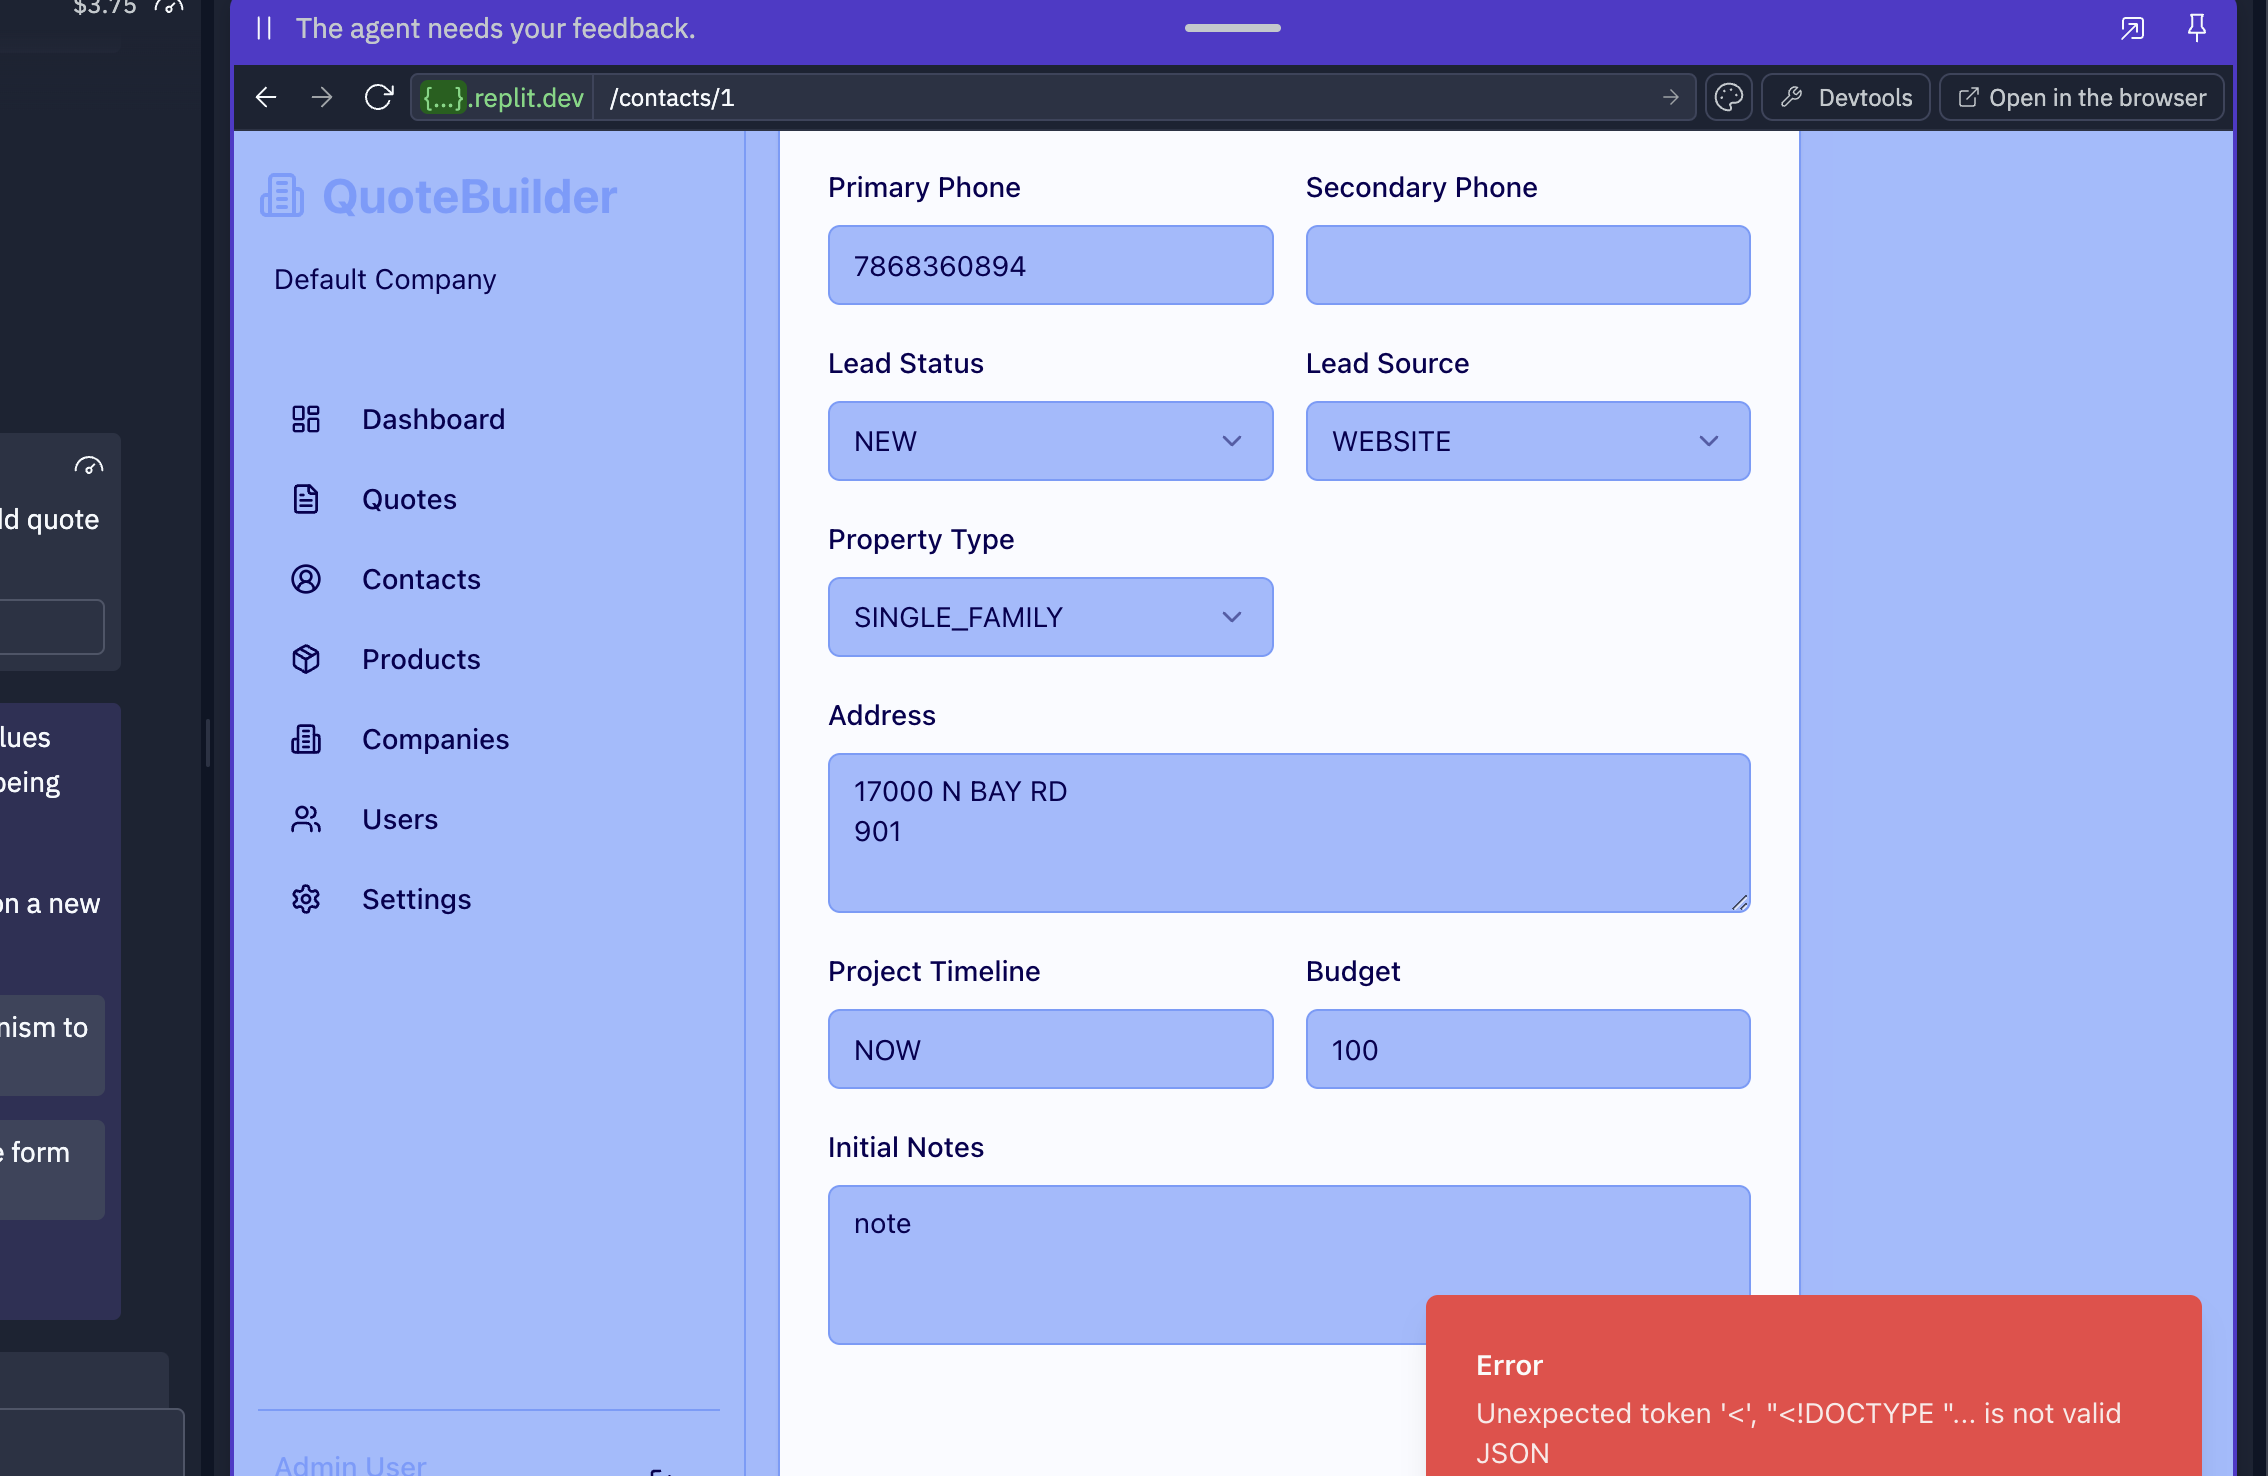 $3.75
The agent needs your feedback.
{...}.replit.dev /contacts/1
Devtools
Open in the browser
quote
being
on a new
to
form
QuoteBuilder
Default Company
Dashboard
Quotes
Contacts
Products
Companies
Users
Settings
Admin User
Primary Phone
7868360894
Secondary Phone
Lead Status
NEW
Lead Source
WEBSITE
Property Type
SINGLE_FAMILY
Address
17000 N BAY RD
901
Project Timeline
NOW
Budget
100
Initial Notes
note
Error
Unexpected token '<', "<!DOCTYPE "... is not valid
JSON